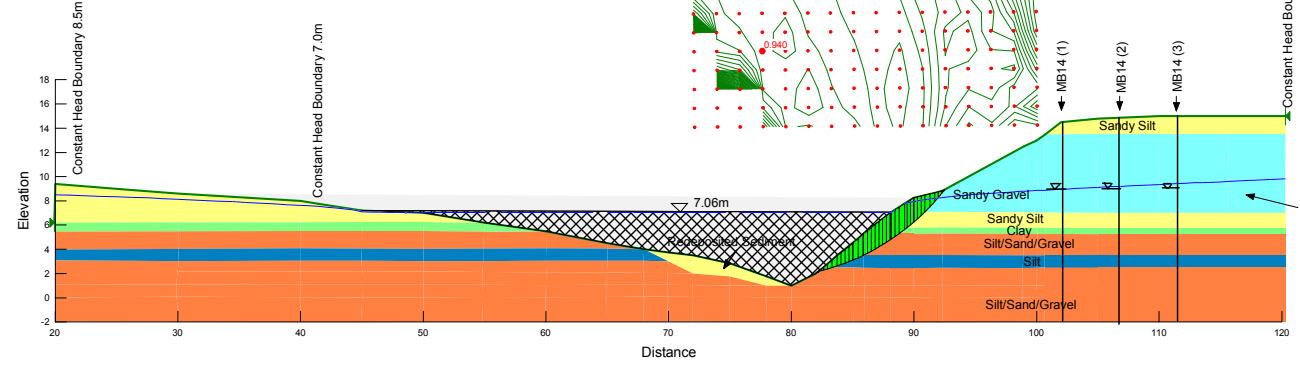 Constant Head Boundary 8.5m
Constant Head Boundary 7.0m
0.940
MB14 (1)
MB14 (2)
MB14 (3)
Constant Head Bou
18
16
14
12
10
8
6
4
2
0
-2
Elevation
7.06m
Redeposited Sediment
Sandy Silt
Sandy Gravel
Sandy Silt
Clay
Silt/Sand/Gravel
Silt
Silt/Sand/Gravel
20 30 40 50 60 70 80 90 100 110 120
Distance